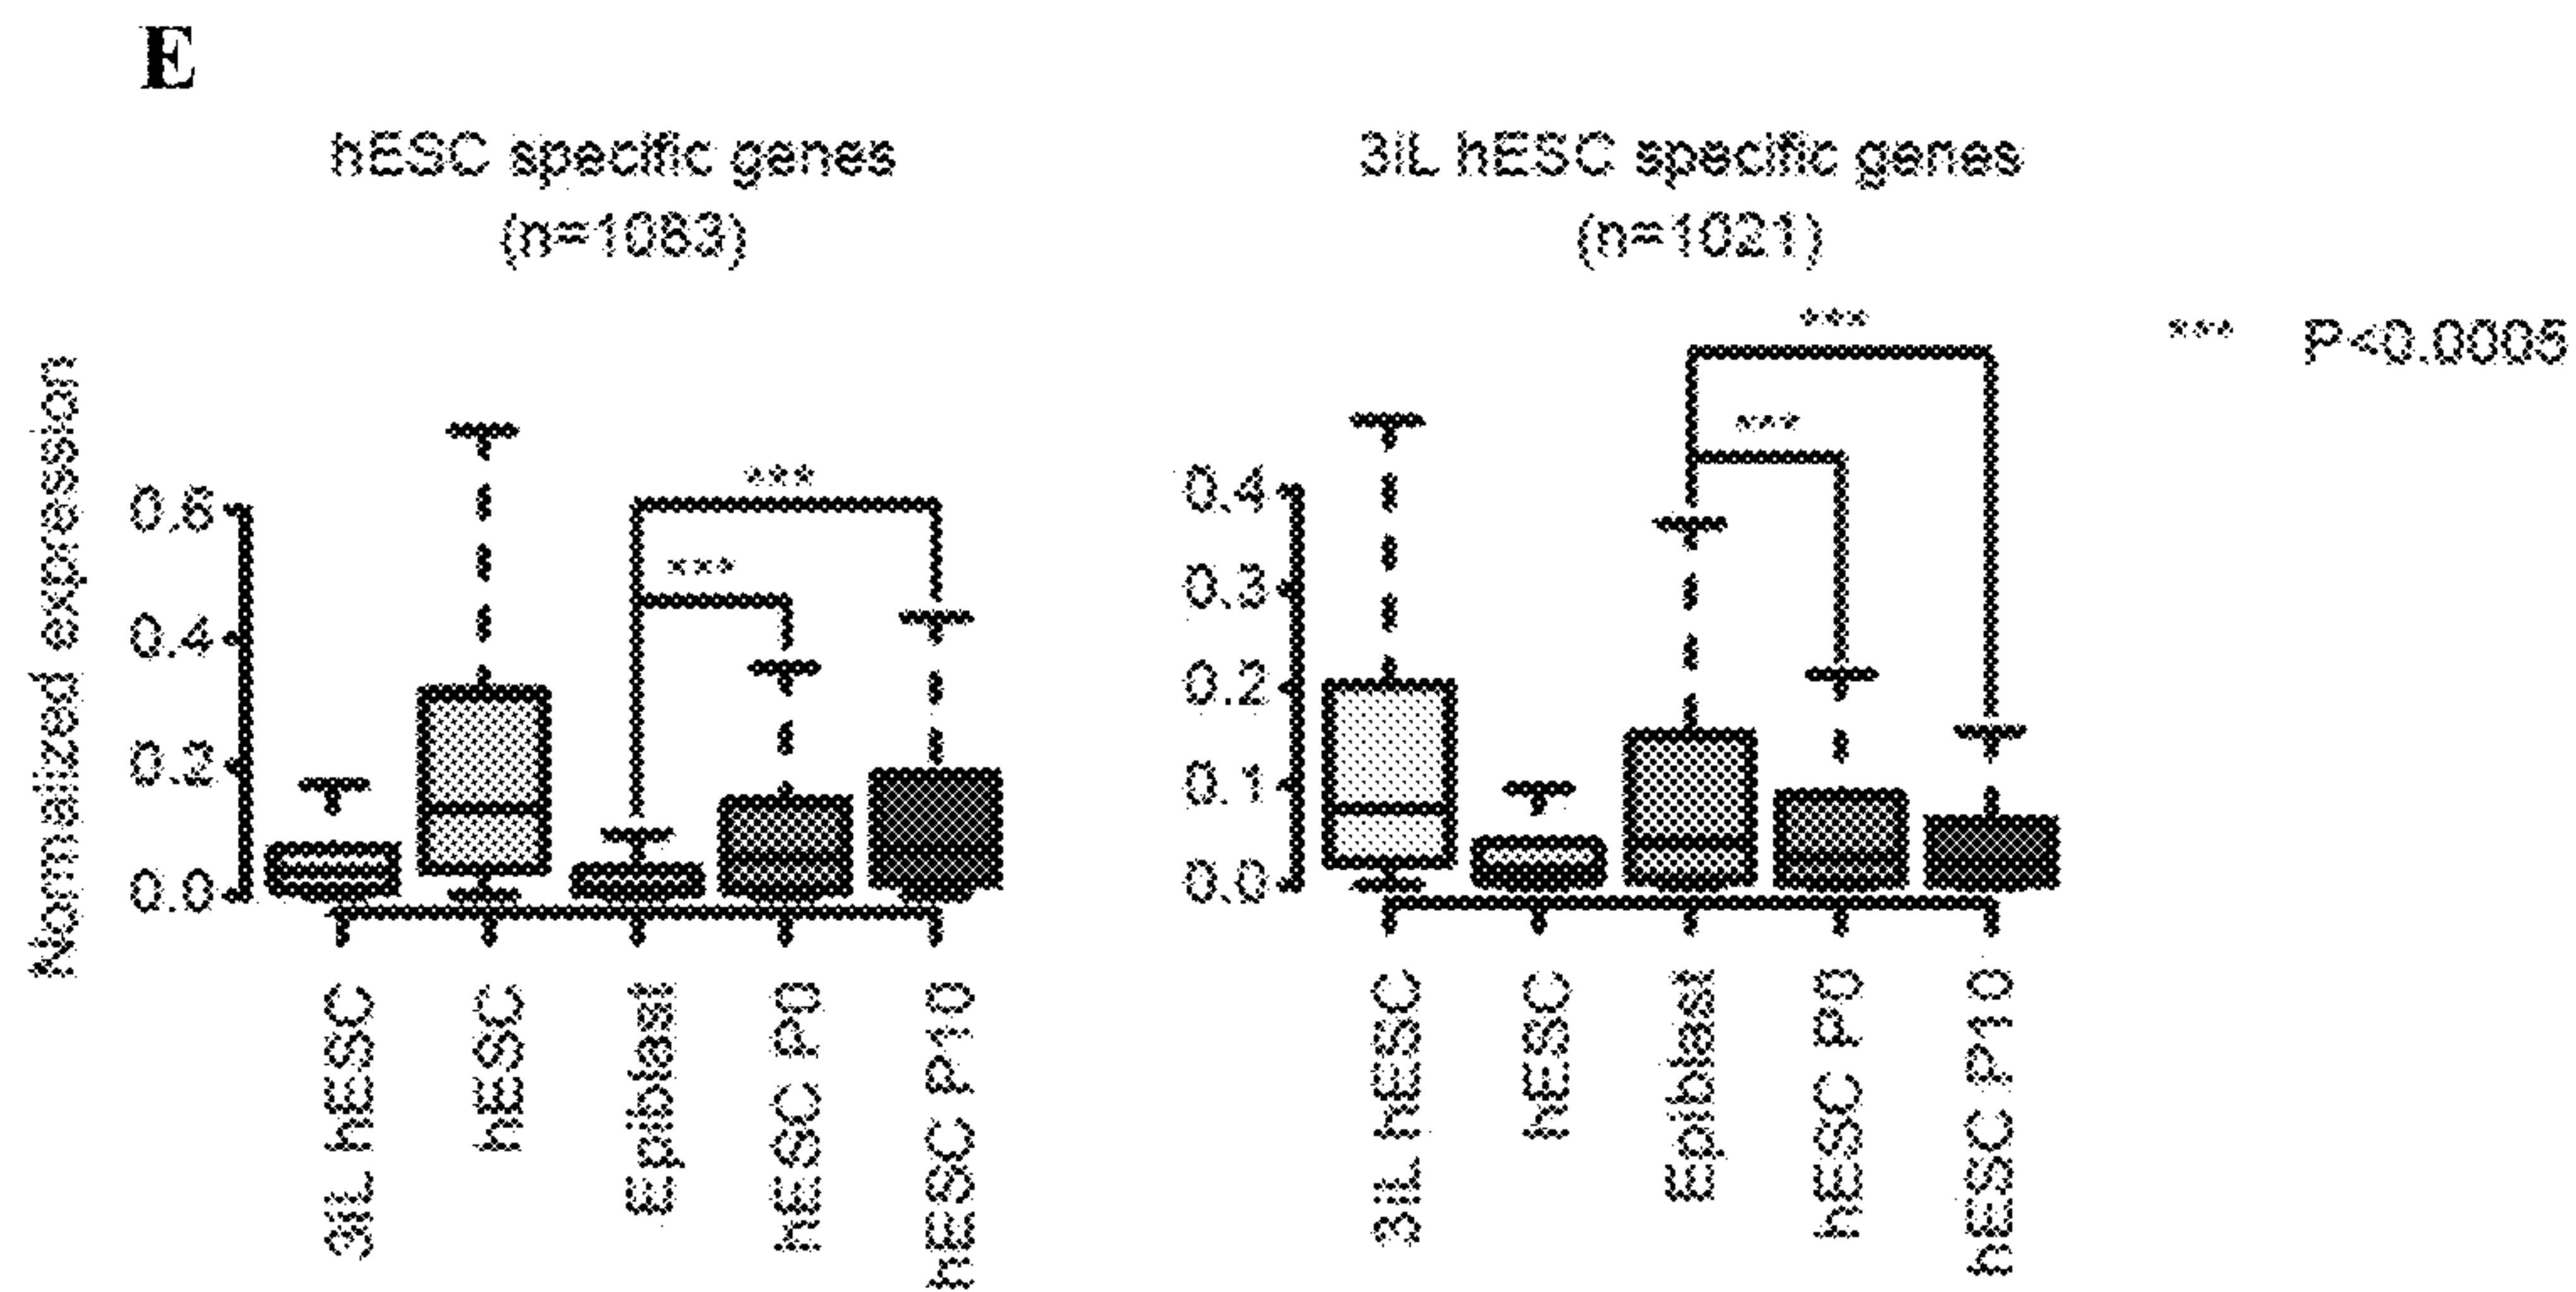 E
hESC specific genes
(n=1083)
Normalized expression
0.6
0.4
0.2
0.0
3iL hESC
hESC
Epiblast
hESC P0
hESC P10
3iL hESC specific genes
(n=1021)
0.4
0.3
0.2
0.1
0.0
3iL hESC
hESC
Epiblast
hESC P0
hESC P10
***
***
***
***
*** P<0.0005